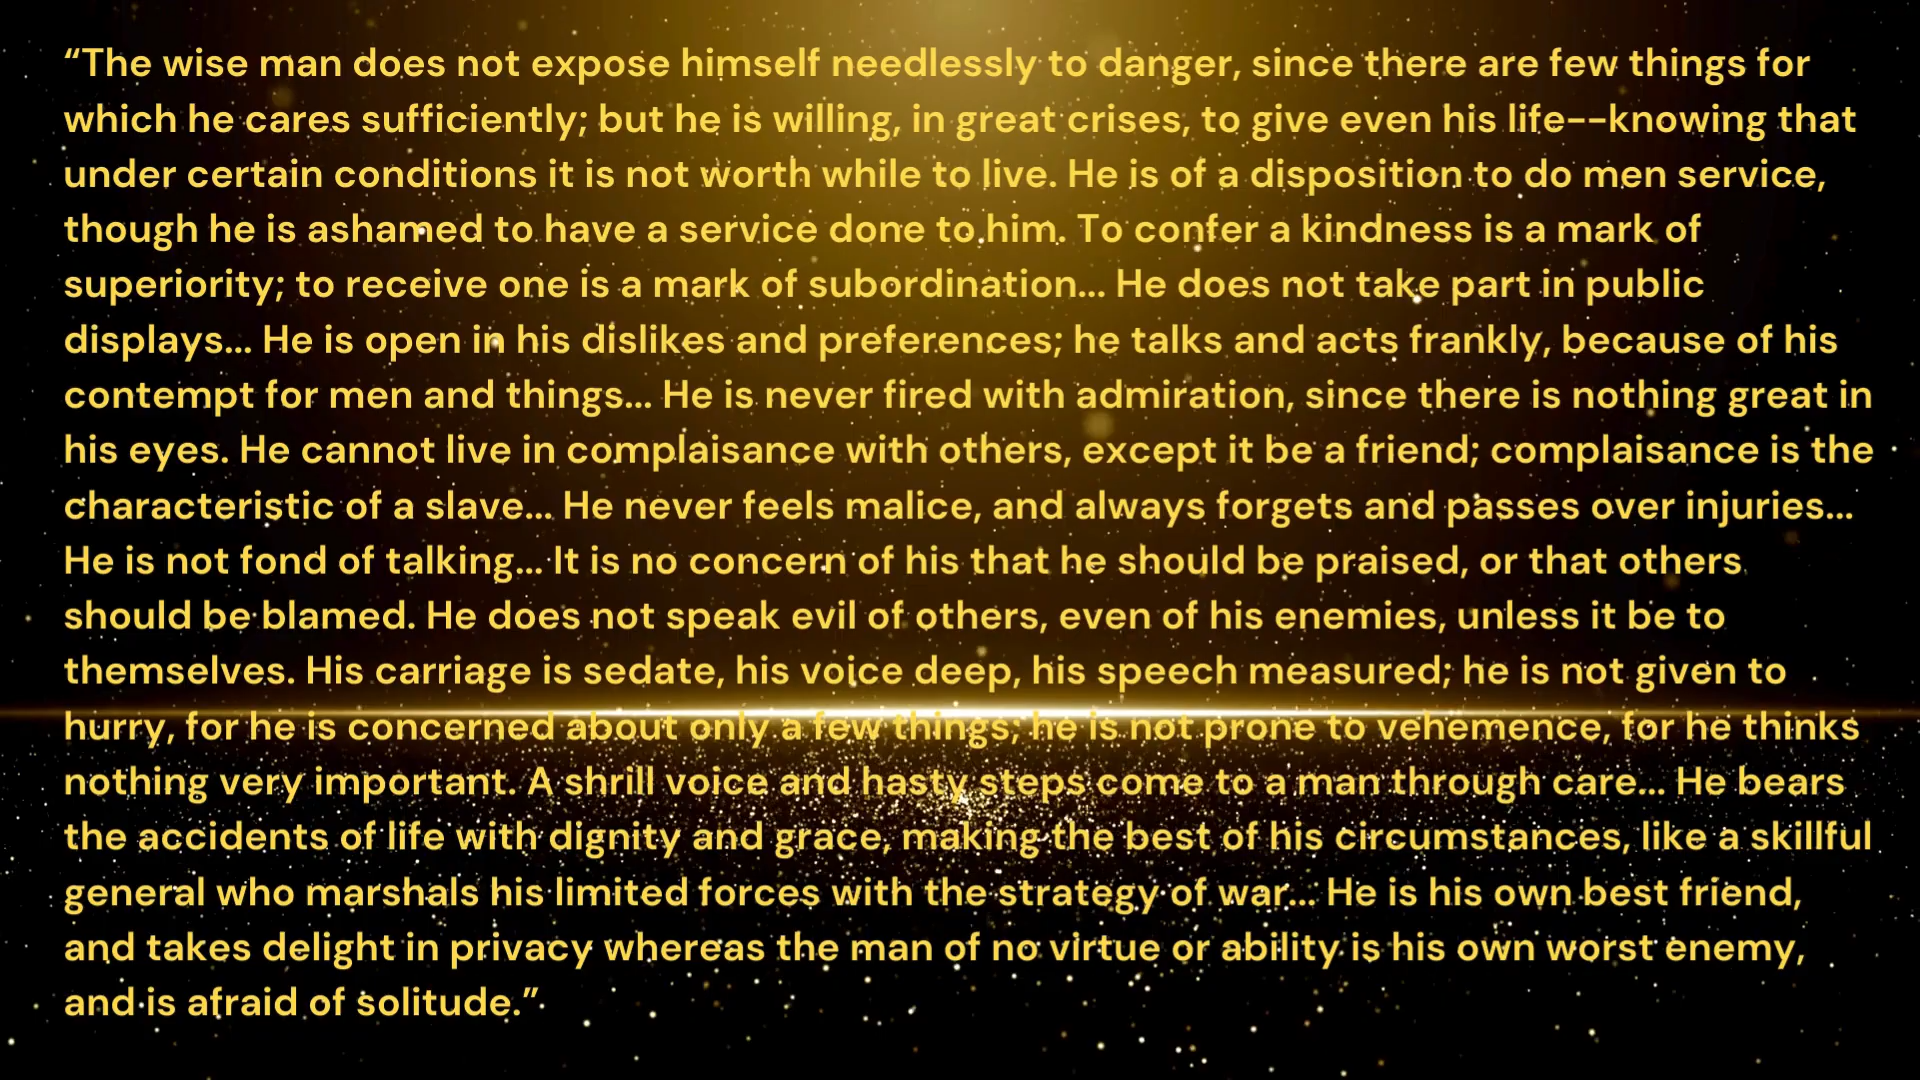 “The wise man does not expose himself needlessly to danger, since there are few things for
which he cares sufficiently; but he is willing, in great crises, to give even his life--knowing that
under certain conditions it is not worth while to live. He is of a disposition to do men service,
though he is ashamed to have a service done to him. To confer a kindness is a mark of
superiority; to receive one is a mark of subordination... He does not take part in public
displays... He is open in his dislikes and preferences; he talks and acts frankly, because of his
contempt for men and things... He is never fired with admiration, since there is nothing great in
his eyes. He cannot live in complaisance with others, except it be a friend; complaisance is the
characteristic of a slave... He never feels malice, and always forgets and passes over injuries...
He is not fond of talking... It is no concern of his that he should be praised, or that others
should be blamed. He does not speak evil of others, even of his enemies, unless it be to
themselves. His carriage is sedate, his voice deep, his speech measured; he is not given to
hurry, for he is concerned about only a few things; he is not prone to vehemence, for he thinks
nothing very important. A shrill voice and hasty steps come to a man through care... He bears
the accidents of life with dignity and grace, making the best of his circumstances, like a skillful
general who marshals his limited forces with the strategy of war... He is his own best friend,
and takes delight in privacy whereas the man of no virtue or ability is his own worst enemy,
and is afraid of solitude.”